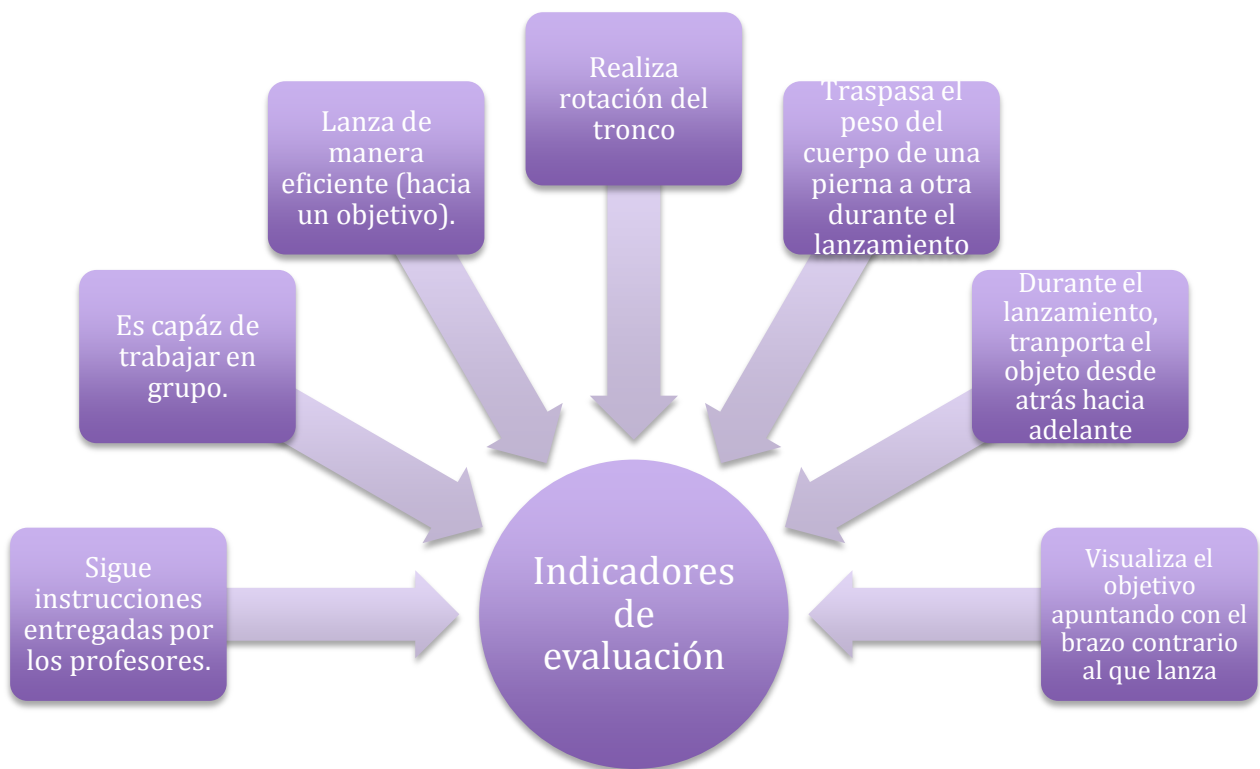 Realiza
rotación del
tronco
Lanza de
manera
eficiente (hacia
un objetivo).
Traspasa el
peso del
cuerpo de una
pierna a otra
durante el
lanzamiento
Es capáz de
trabajar en
grupo.
Durante el
lanzamiento,
tranporta el
objeto desde
atrás hacia
adelante
Sigue
instrucciones
entregadas por
los profesores.
Indicadores
de
evaluación
Visualiza el
objetivo
apuntando con el
brazo contrario
al que lanza